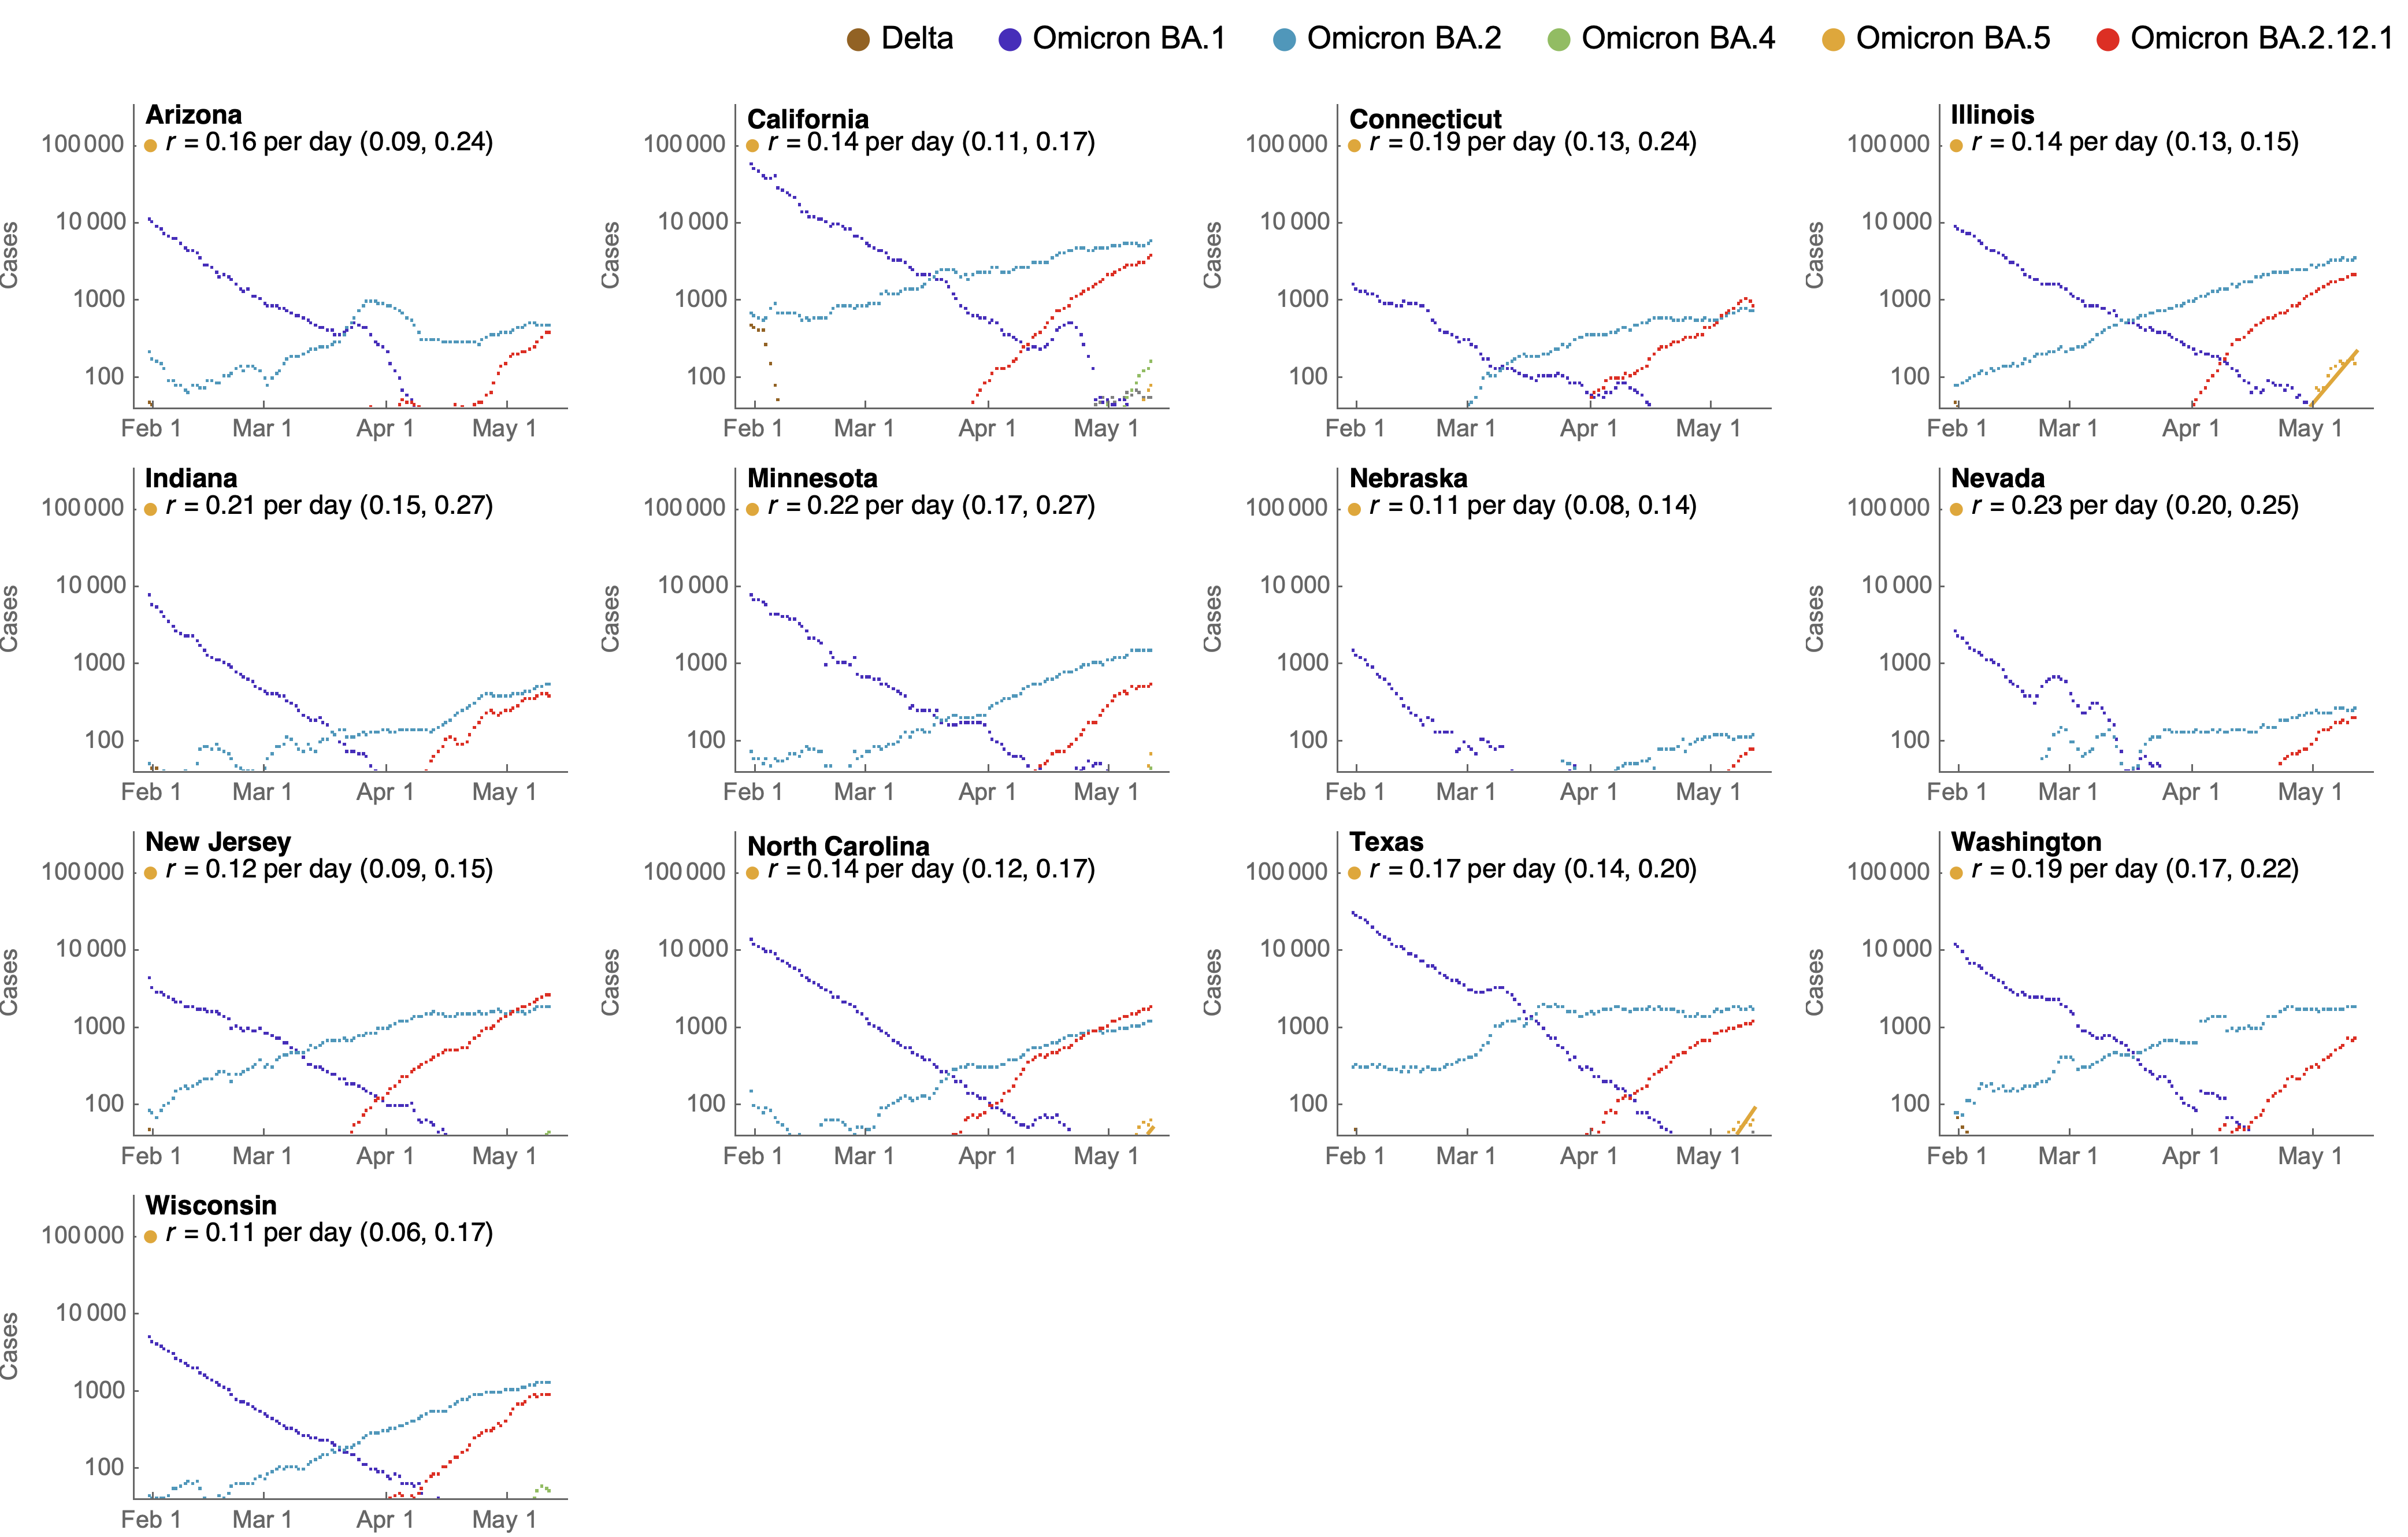 Delta Omicron BA.1 Omicron BA.2 Omicron BA.4 Omicron BA.5 Omicron BA.2.12.1
Arizona
r = 0.16 per day (0.09, 0.24)
100 000
10 000
1000
100
Cases
Feb 1 Mar 1 Apr 1 May 1
California
r = 0.14 per day (0.11, 0.17)
100 000
10 000
1000
100
Cases
Feb 1 Mar 1 Apr 1 May 1
Connecticut
r = 0.19 per day (0.13, 0.24)
100 000
10 000
1000
100
Cases
Feb 1 Mar 1 Apr 1 May 1
Illinois
r = 0.14 per day (0.13, 0.15)
100 000
10 000
1000
100
Cases
Feb 1 Mar 1 Apr 1 May 1
Indiana
r = 0.21 per day (0.15, 0.27)
100 000
10 000
1000
100
Cases
Feb 1 Mar 1 Apr 1 May 1
Minnesota
r = 0.22 per day (0.17, 0.27)
100 000
10 000
1000
100
Cases
Feb 1 Mar 1 Apr 1 May 1
Nebraska
r = 0.11 per day (0.08, 0.14)
100 000
10 000
1000
100
Cases
Feb 1 Mar 1 Apr 1 May 1
Nevada
r = 0.23 per day (0.20, 0.25)
100 000
10 000
1000
100
Cases
Feb 1 Mar 1 Apr 1 May 1
New Jersey
r = 0.12 per day (0.09, 0.15)
100 000
10 000
1000
100
Cases
Feb 1 Mar 1 Apr 1 May 1
North Carolina
r = 0.14 per day (0.12, 0.17)
100 000
10 000
1000
100
Cases
Feb 1 Mar 1 Apr 1 May 1
Texas
r = 0.17 per day (0.14, 0.20)
100 000
10 000
1000
100
Cases
Feb 1 Mar 1 Apr 1 May 1
Washington
r = 0.19 per day (0.17, 0.22)
100 000
10 000
1000
100
Cases
Feb 1 Mar 1 Apr 1 May 1
Wisconsin
r = 0.11 per day (0.06, 0.17)
100 000
10 000
1000
100
Cases
Feb 1 Mar 1 Apr 1 May 1